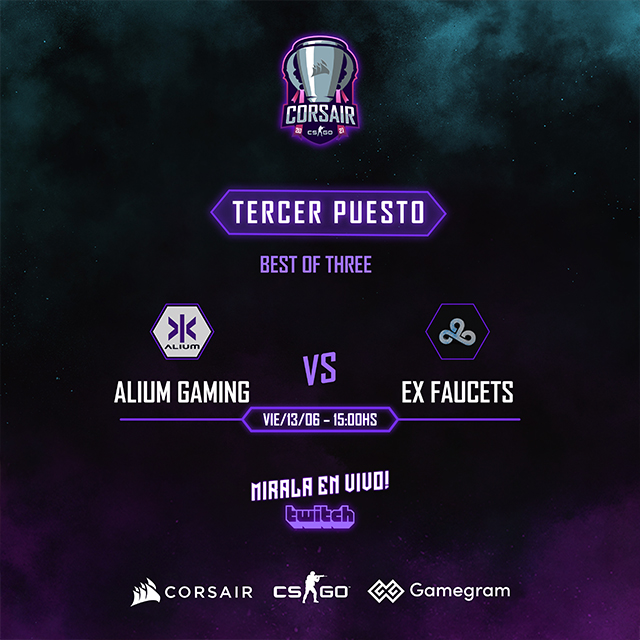 CORSAIR
20 21
CS GO
TERCER PUESTO
BEST OF THREE
ALIUM
ALIUM GAMING
VS
EX FAUCETS
VIE/13/06 - 15:00HS
MIRALA EN VIVO!
twitch
CORSAIR CS GO Gamegram